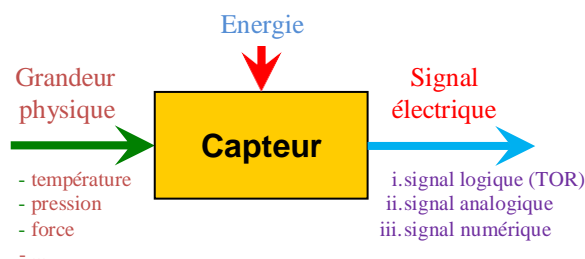 Energie
Grandeur
physique
Signal
électrique
Capteur
- température
- pression
- force
-
i. signal logique (TOR)
ii. signal analogique
iii. signal numérique